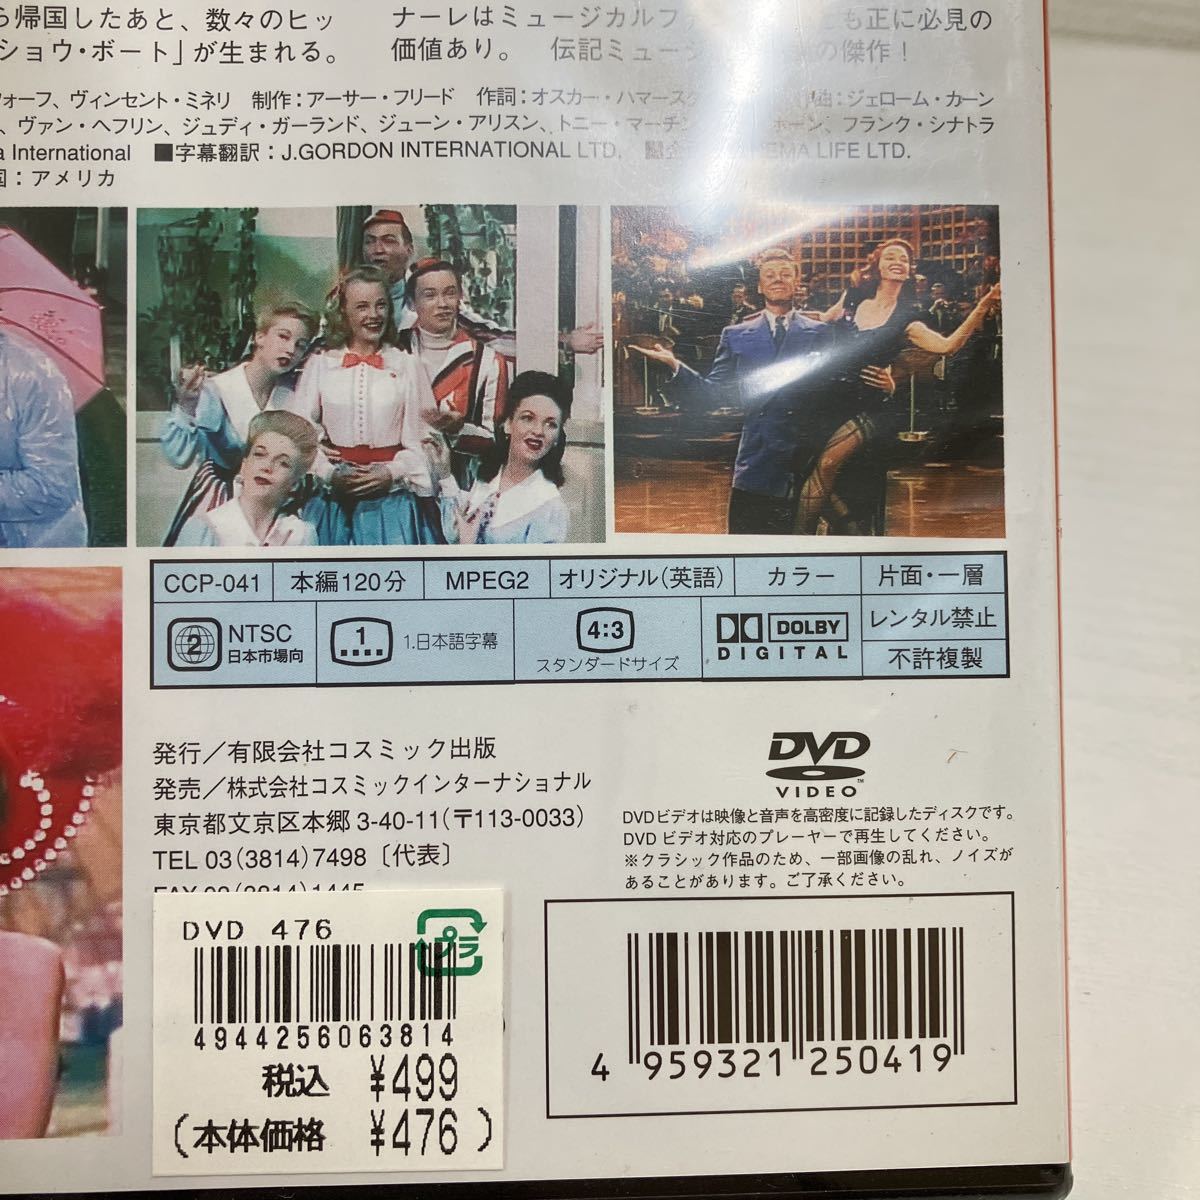 帰国したあと、数々のヒッ
ショウ・ボート」が生まれる。
ナーレはミュージカルファ も正に必見の
価値あり。 伝記ミュー の傑作！
ォーフ、ヴィンセント・ミネリ 制作：アーサー・フリード 作詞：オスカー・ハマース 曲：ジェローム・カーン
、ヴァン・ヘフリン、ジュディ・ガーランド、ジューン・アリスン、トニー・マーチン ホーン、フランク・シナトラ
a International ■字幕翻訳：J.GORDON INTERNATIONAL LTD. ■企 NEMA LIFE LTD.
国：アメリカ
CCP-041 本編120分 MPEG2 オリジナル（英語） カラー 片面・一層
2 NTSC 日本市場向
1 1.日本語字幕
4:3 スタンダードサイズ
DOLBY DIGITAL
レンタル禁止
不許複製
発行／有限会社コスミック出版
発売／株式会社コスミックインターナショナル
東京都文京区本郷3-40-11（〒113-0033）
TEL 03（3814）7498〔代表〕
FAX 03（3814）1445
DVD VIDEO™
DVDビデオは映像と音声を高密度に記録したディスクです。
DVDビデオ対応のプレーヤーで再生してください。
※クラシック作品のため、一部画像の乱れ、ノイズが
あることがあります。ご了承ください。
DVD 476
プラ
4944256063814
税込 ¥499
（本体価格 ¥476）
4 959321 250419